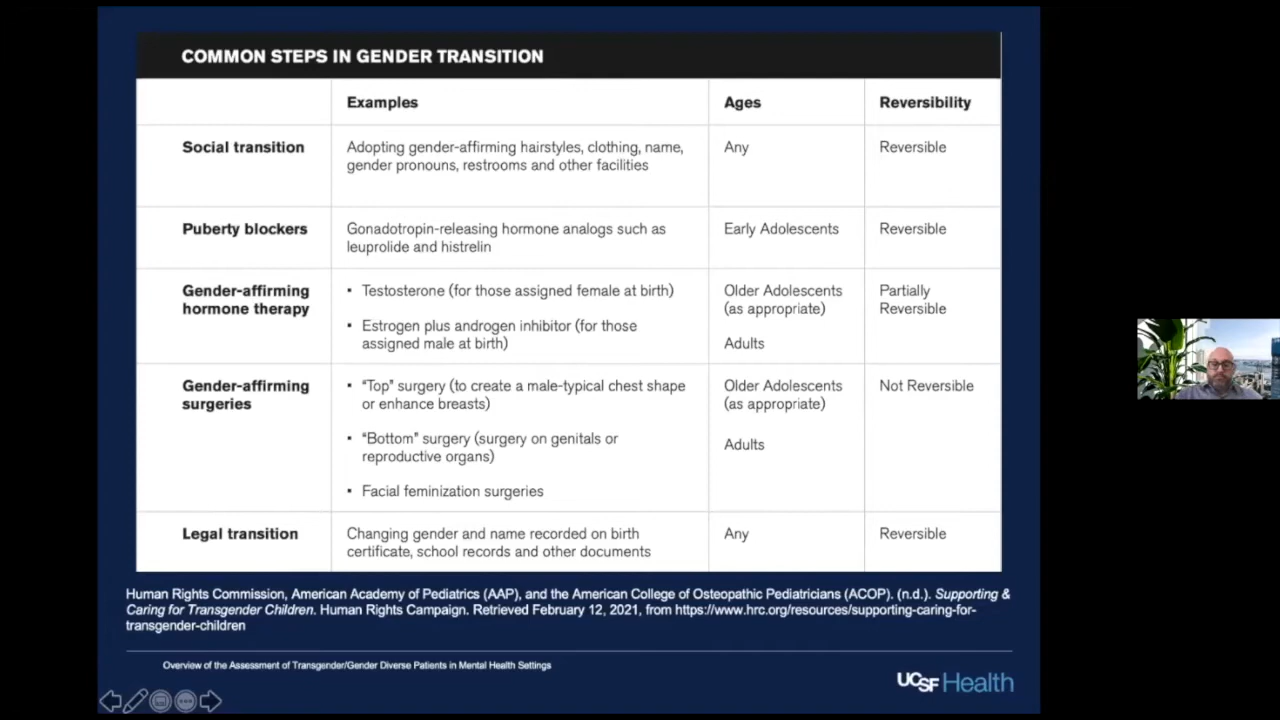 COMMON STEPS IN GENDER TRANSITION
Examples
Ages
Reversibility
Social transition
Adopting gender-affirming hairstyles, clothing, name,
gender pronouns, restrooms and other facilities
Any
Reversible
Puberty blockers
Gonadotropin-releasing hormone analogs such as
leuprolide and histrelin
Early Adolescents
Reversible
Gender-affirming
hormone therapy
▪ Testosterone (for those assigned female at birth)
▪ Estrogen plus androgen inhibitor (for those
assigned male at birth)
Older Adolescents
(as appropriate)
Adults
Partially
Reversible
Gender-affirming
surgeries
▪ “Top” surgery (to create a male-typical chest shape
or enhance breasts)
▪ “Bottom” surgery (surgery on genitals or
reproductive organs)
▪ Facial feminization surgeries
Older Adolescents
(as appropriate)
Adults
Not Reversible
Legal transition
Changing gender and name recorded on birth
certificate, school records and other documents
Any
Reversible
Human Rights Commission, American Academy of Pediatrics (AAP), and the American College of Osteopathic Pediatricians (ACOP). (n.d.). Supporting &
Caring for Transgender Children. Human Rights Campaign. Retrieved February 12, 2021, from https://www.hrc.org/resources/supporting-caring-for-
transgender-children
Overview of the Assessment of Transgender/Gender Diverse Patients in Mental Health Settings
UCSF Health